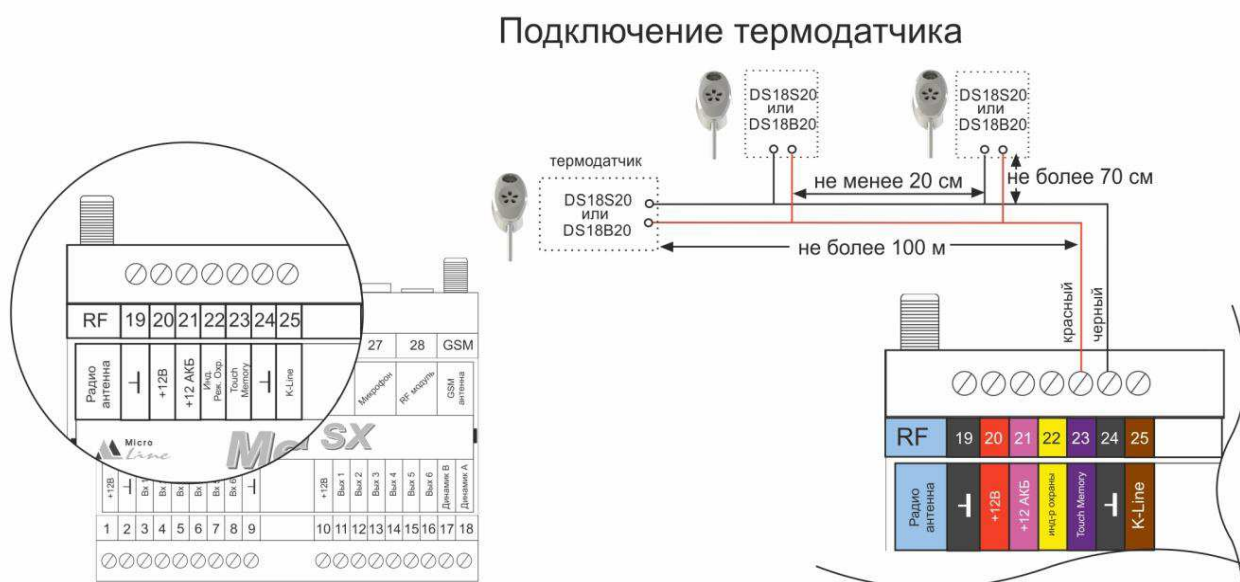 Подключение термодатчика
DS18S20
или
DS18B20
DS18S20
или
DS18B20
термодатчик
не менее 20 см
не более 70 см
DS18S20
или
DS18B20
не более 100 м
красный
черный
RF 19 20 21 22 23 24 25
Радио антенна
+12В
+12 АКБ
Инд. Реж. Охр.
Touch Memory
K-Line
27 28 GSM
Микрофон
RF модуль
GSM антенна
Micro
Line
SX
+12В
Вх
Вх
Вх
Вх
Вх
Вх 6
+12В
Вых 1
Вых 2
Вых 3
Вых 4
Вых 5
Вых 6
Динамик B
Динамик A
1 2 3 4 5 6 7 8 9 10 11 12 13 14 15 16 17 18
RF 19 20 21 22 23 24 25
Радио антенна
+12В
+12 АКБ
инд-р охраны
Touch Memory
K-Line